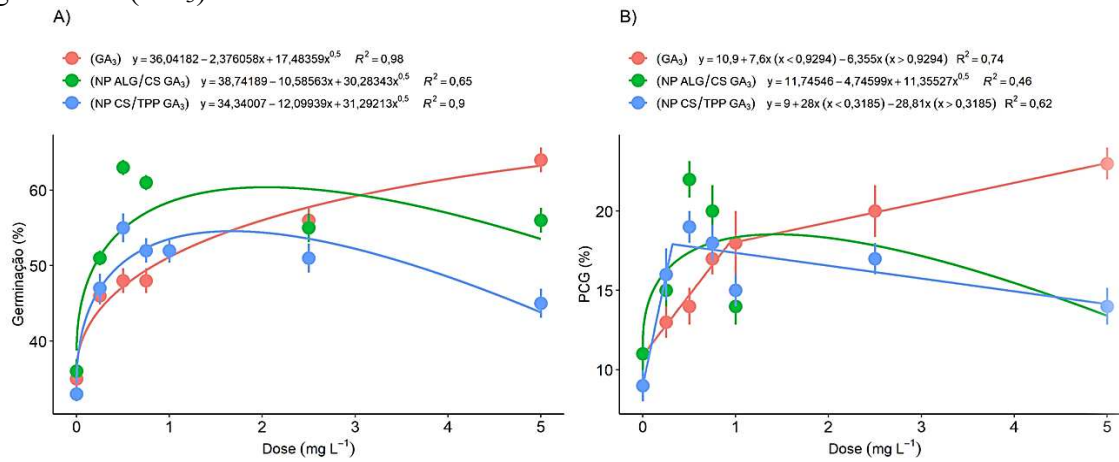 A)
(GA₃) y = 36,04182 − 2,376058x + 17,48359x^0,5 R² = 0,98
(NP ALG/CS GA₃) y = 38,74189 − 10,58563x + 30,28343x^0,5 R² = 0,65
(NP CS/TPP GA₃) y = 34,34007 − 12,09939x + 31,29213x^0,5 R² = 0,9
Germinação (%)
60
50
40
0 1 2 3 4 5
Dose (mg L⁻¹)
B)
(GA₃) y = 10,9 + 7,6x (x < 0,9294) − 6,355x (x > 0,9294) R² = 0,74
(NP ALG/CS GA₃) y = 11,74546 − 4,74599x + 11,35527x^0,5 R² = 0,46
(NP CS/TPP GA₃) y = 9 + 28x (x < 0,3185) − 28,81x (x > 0,3185) R² = 0,62
PCG (%)
20
15
10
0 1 2 3 4 5
Dose (mg L⁻¹)